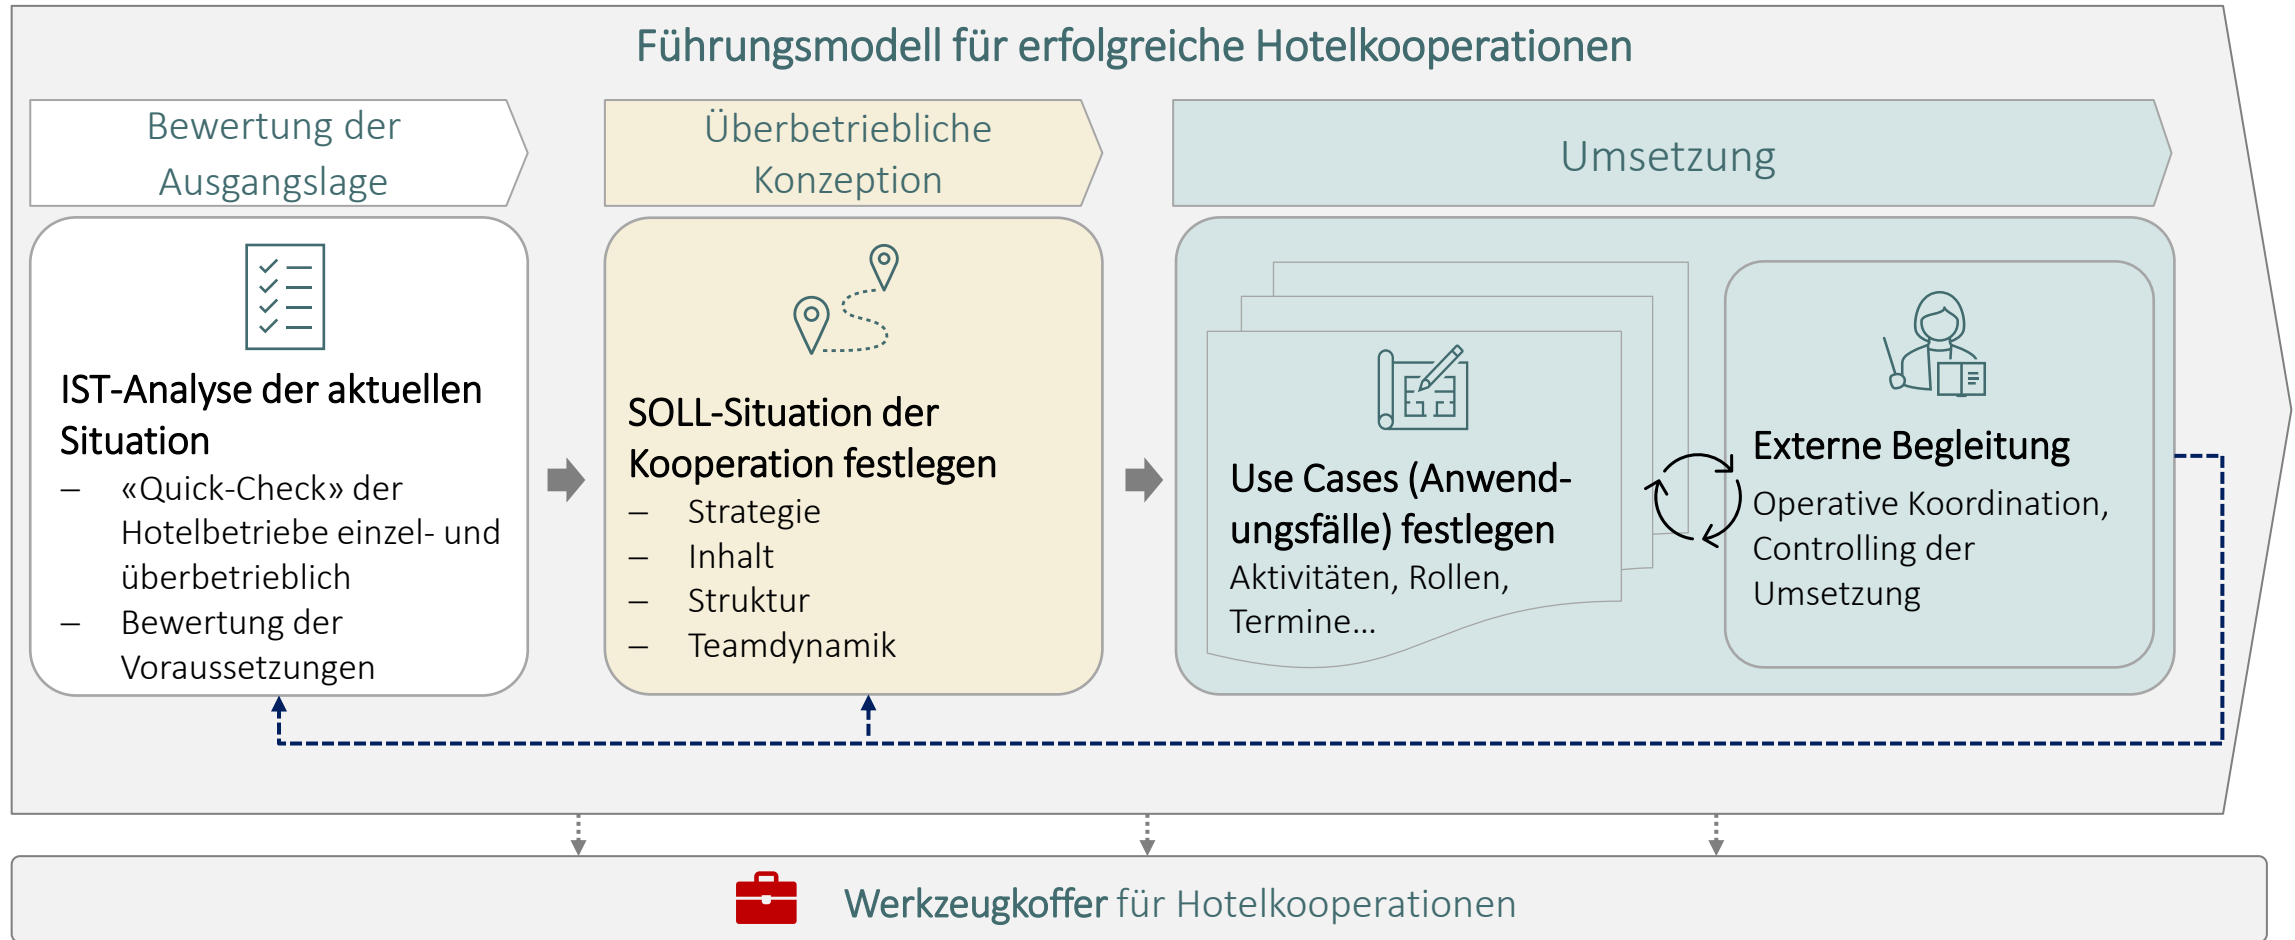 Führungsmodell für erfolgreiche Hotelkooperationen
Bewertung der
Ausgangslage
Überbetriebliche
Konzeption
Umsetzung
IST-Analyse der aktuellen
Situation
– «Quick-Check» der
Hotelbetriebe einzel- und
überbetrieblich
– Bewertung der
Voraussetzungen
SOLL-Situation der
Kooperation festlegen
– Strategie
– Inhalt
– Struktur
– Teamdynamik
Use Cases (Anwend-
ungsfälle) festlegen
Aktivitäten, Rollen,
Termine...
Externe Begleitung
Operative Koordination,
Controlling der
Umsetzung
Werkzeugkoffer für Hotelkooperationen